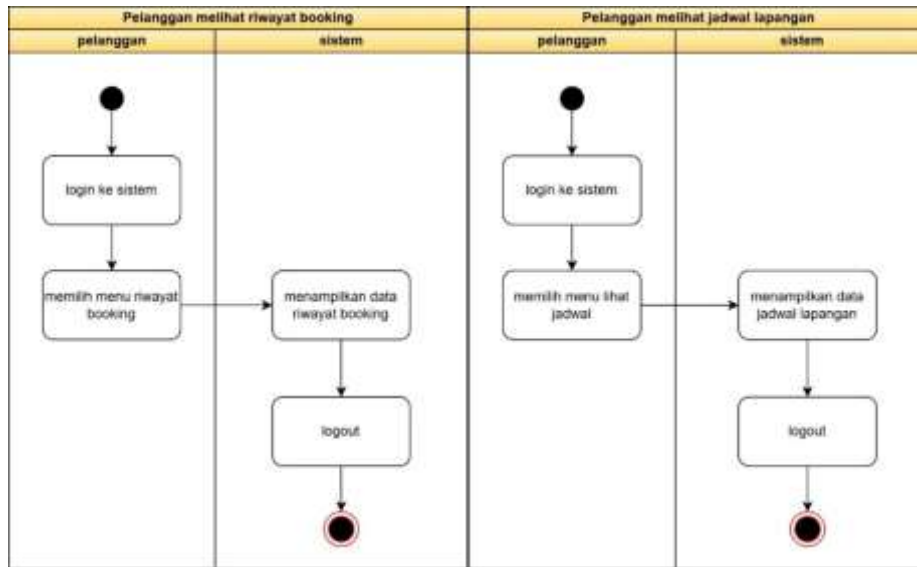 Pelanggan melihat riwayat booking
pelanggan
sistem
login ke sistem
memilih menu riwayat
booking
menampilkan data
riwayat booking
logout
Pelanggan melihat jadwal lapangan
pelanggan
sistem
login ke sistem
memilih menu lihat
jadwal
menampilkan data
jadwal lapangan
logout